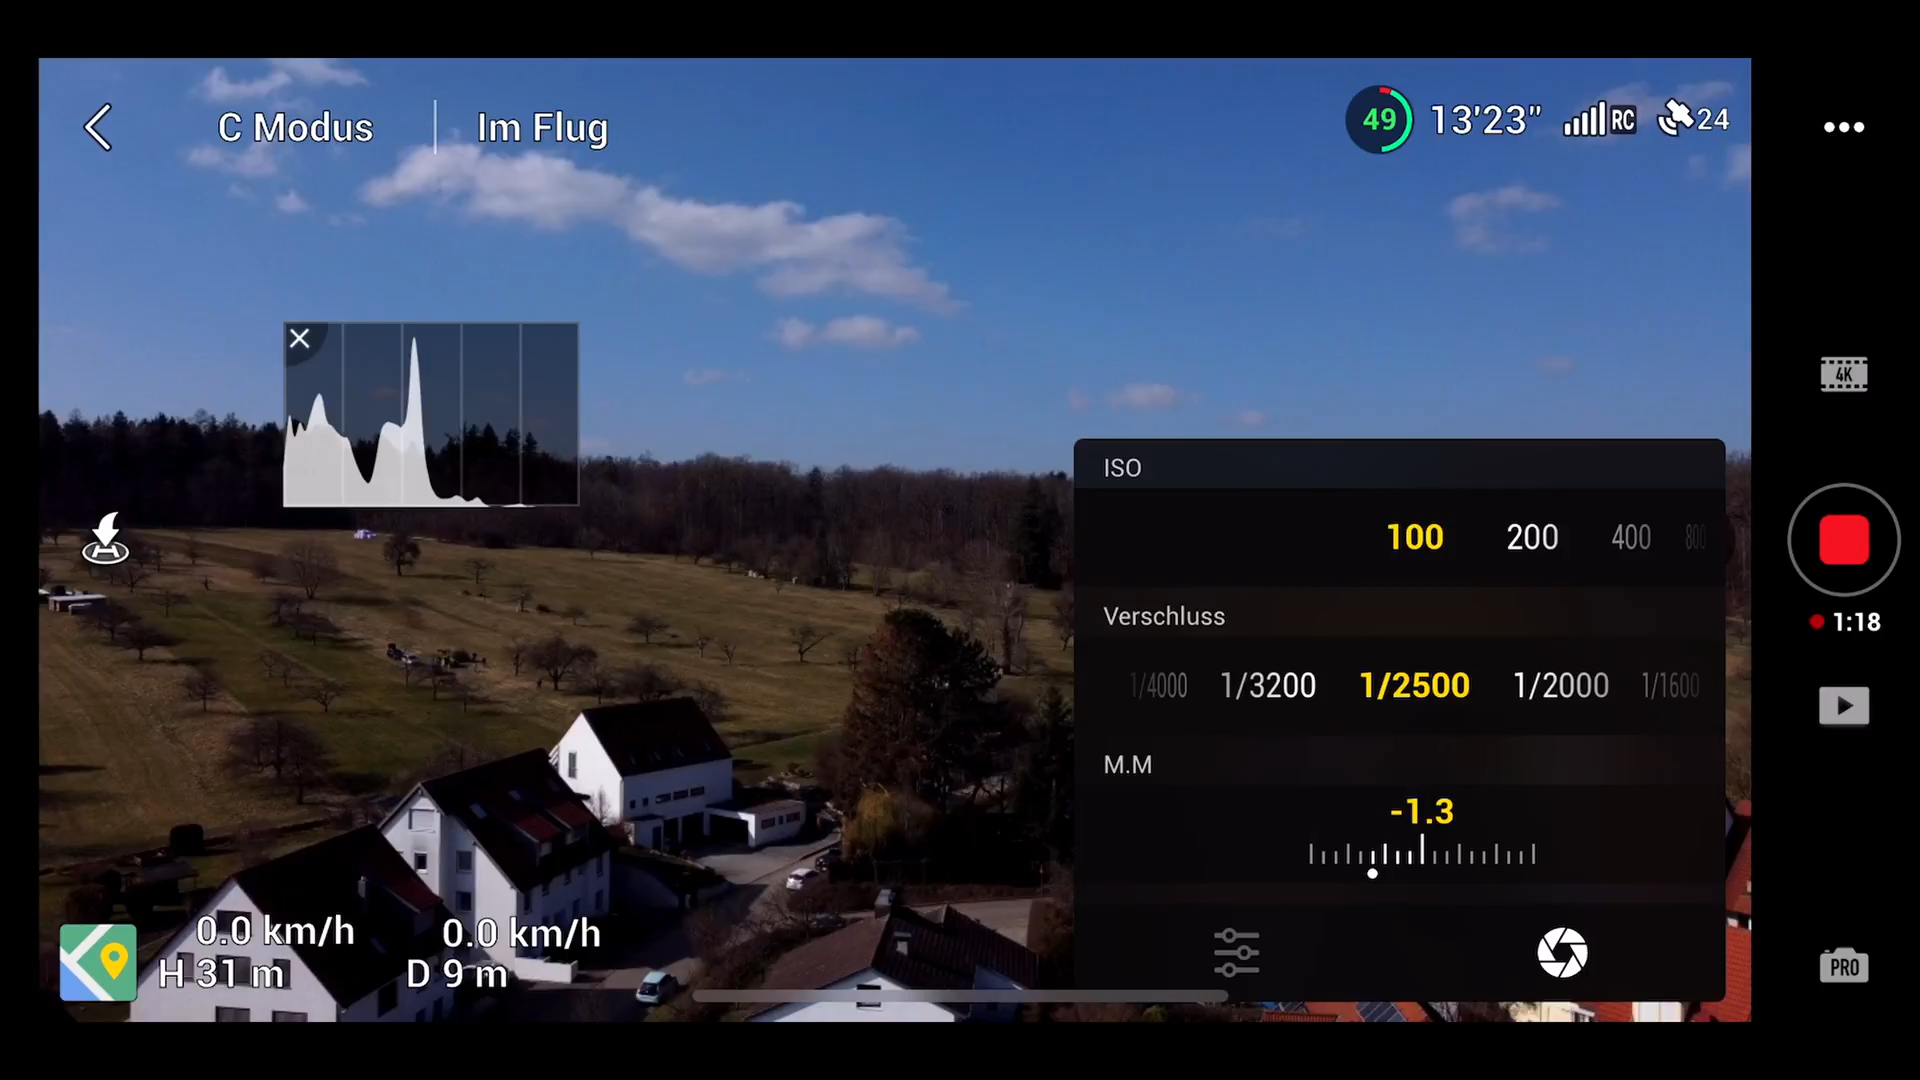 C Modus
Im Flug
49
13'23"
RC
24
4K
ISO
100 200 400 800
Verschluss
1/4000 1/3200 1/2500 1/2000 1/1600
1:18
M.M
-1.3
0.0 km/h 0.0 km/h
H 31 m D 9 m
PRO